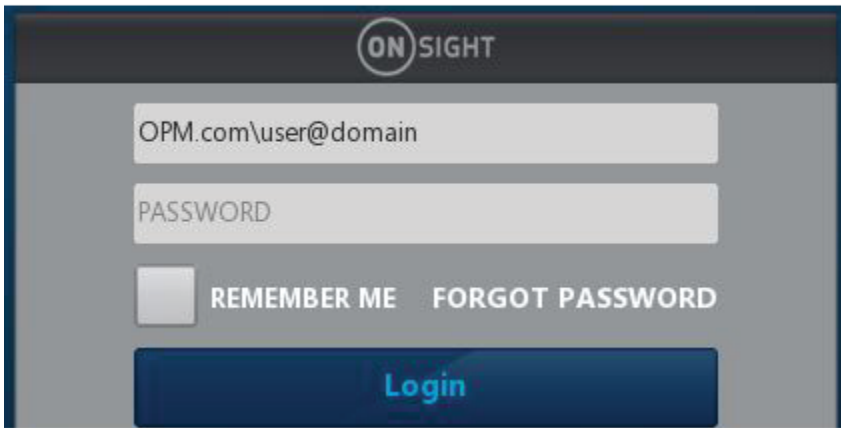 ON SIGHT
OPM.com\user@domain
PASSWORD
REMEMBER ME FORGOT PASSWORD
Login